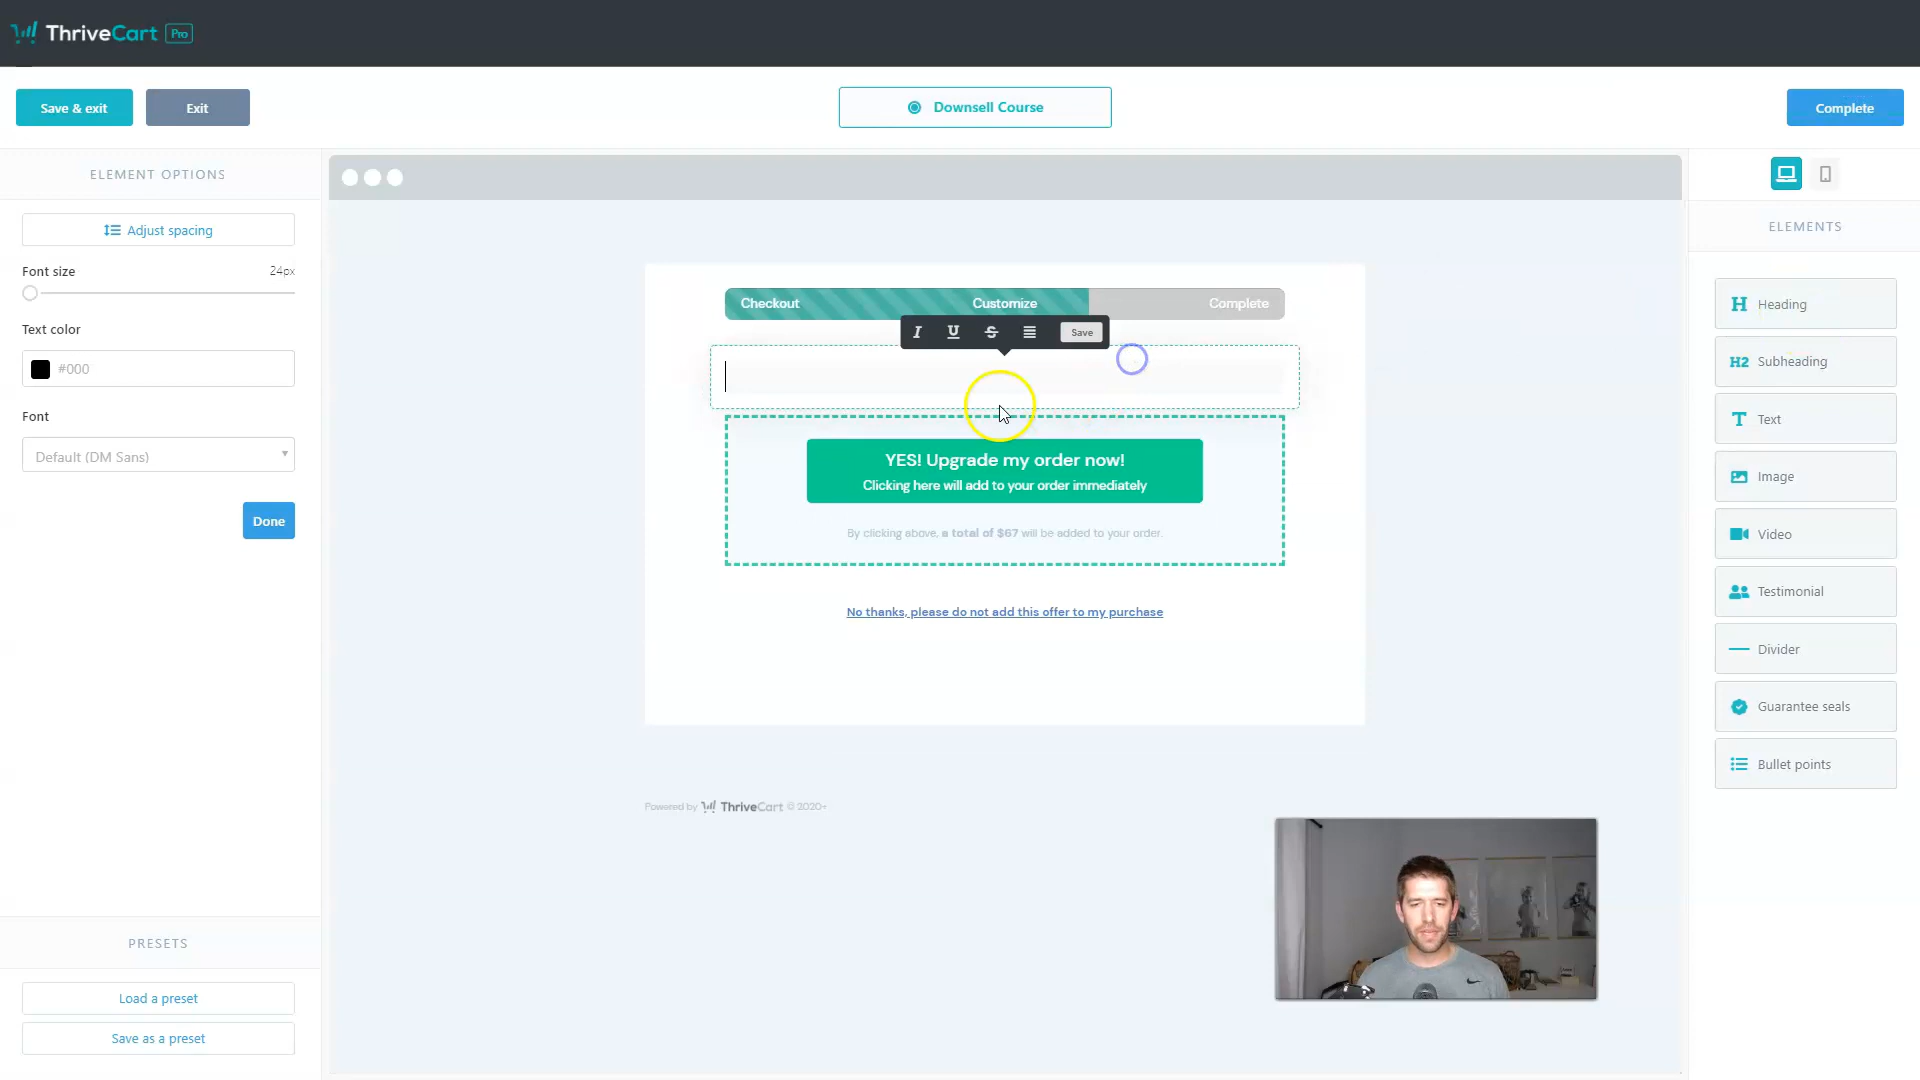 ThriveCart Pro
Save & exit
Exit
Downsell Course
Complete
ELEMENT OPTIONS
Adjust spacing
Font size 24px
Text color
#000
Font
Default (DM Sans)
Done
PRESETS
Load a preset
Save as a preset
Checkout Customize Complete
I U S Save
YES! Upgrade my order now!
Clicking here will add to your order immediately
By clicking above, a total of $67 will be added to your order.
No thanks, please do not add this offer to my purchase
Powered by ThriveCart © 2020+
ELEMENTS
H Heading
H2 Subheading
T Text
Image
Video
Testimonial
Divider
Guarantee seals
Bullet points